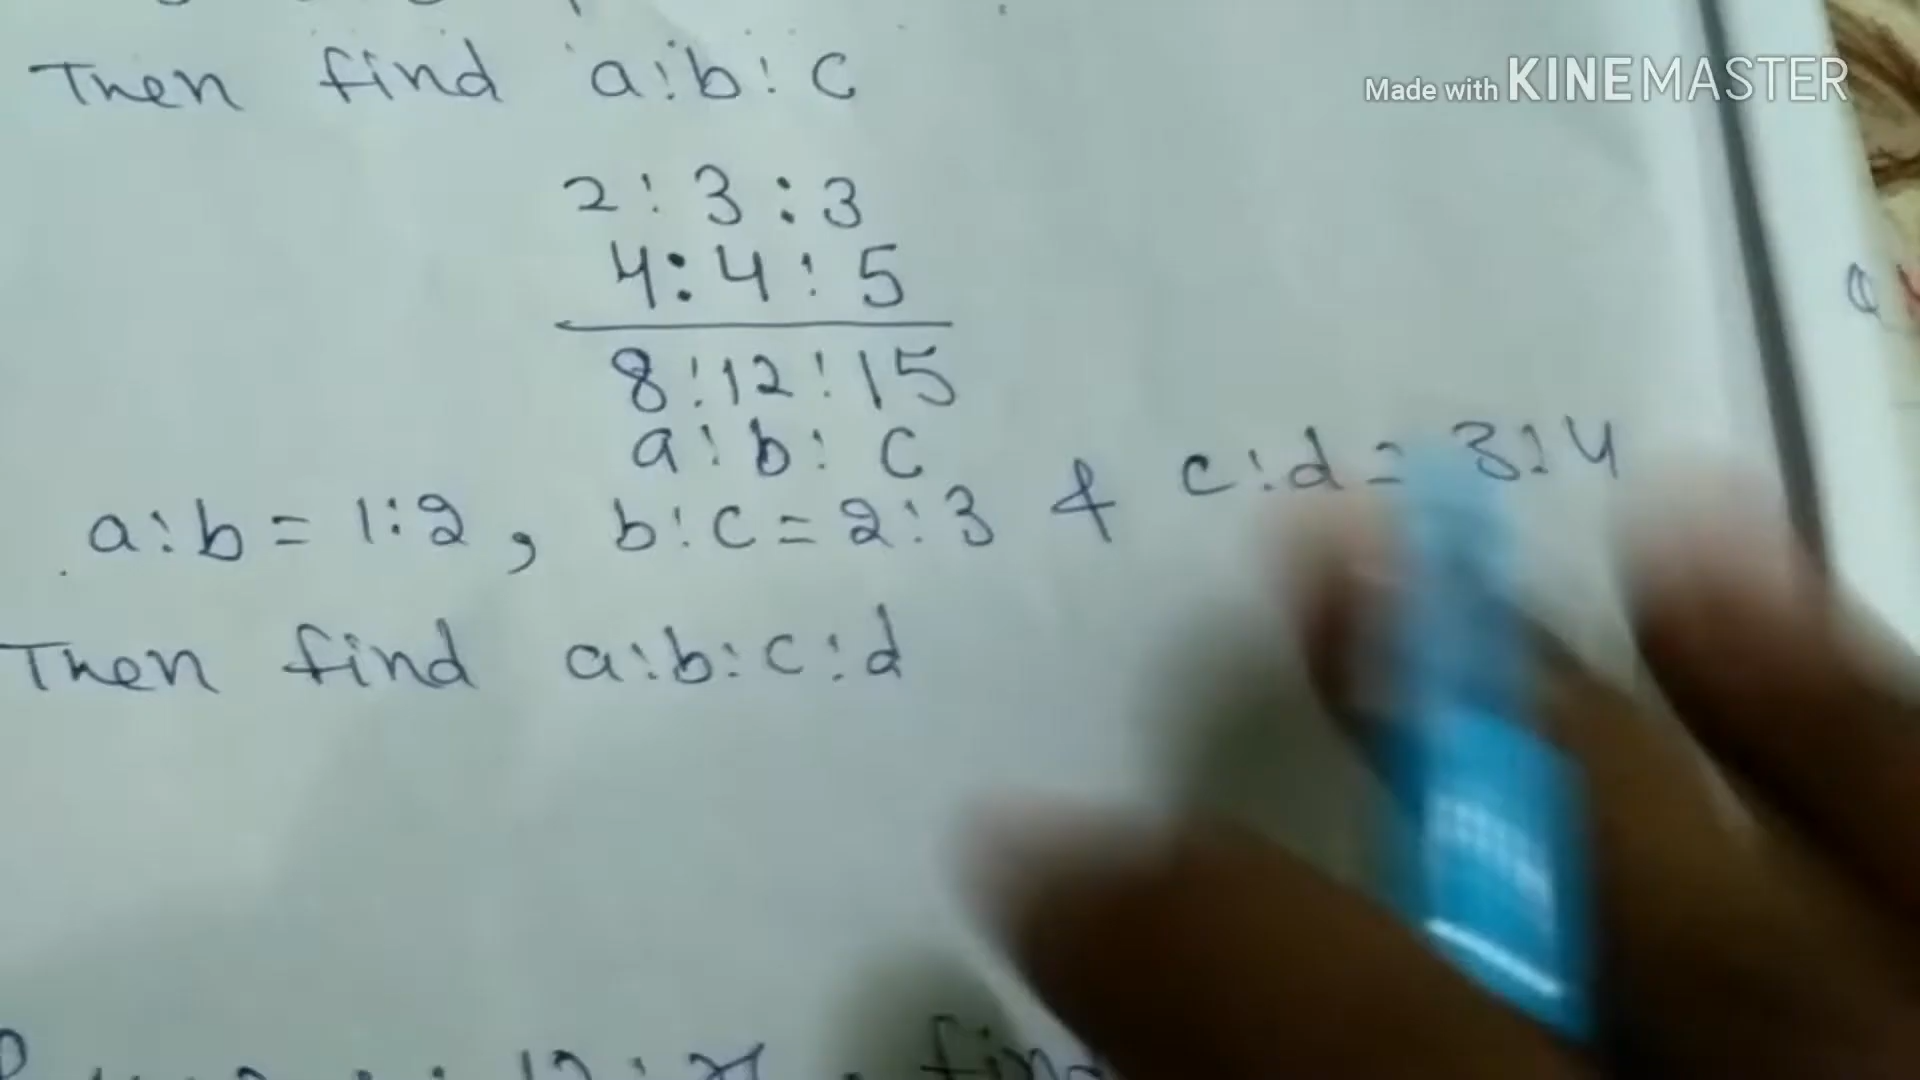 Then find a:b:c
Made with KINEMASTER
2:3:3
4:4:5
8:12:15
a:b:c
a:b=1:2, b:c=2:3 & c:d=3:4
Then find a:b:c:d